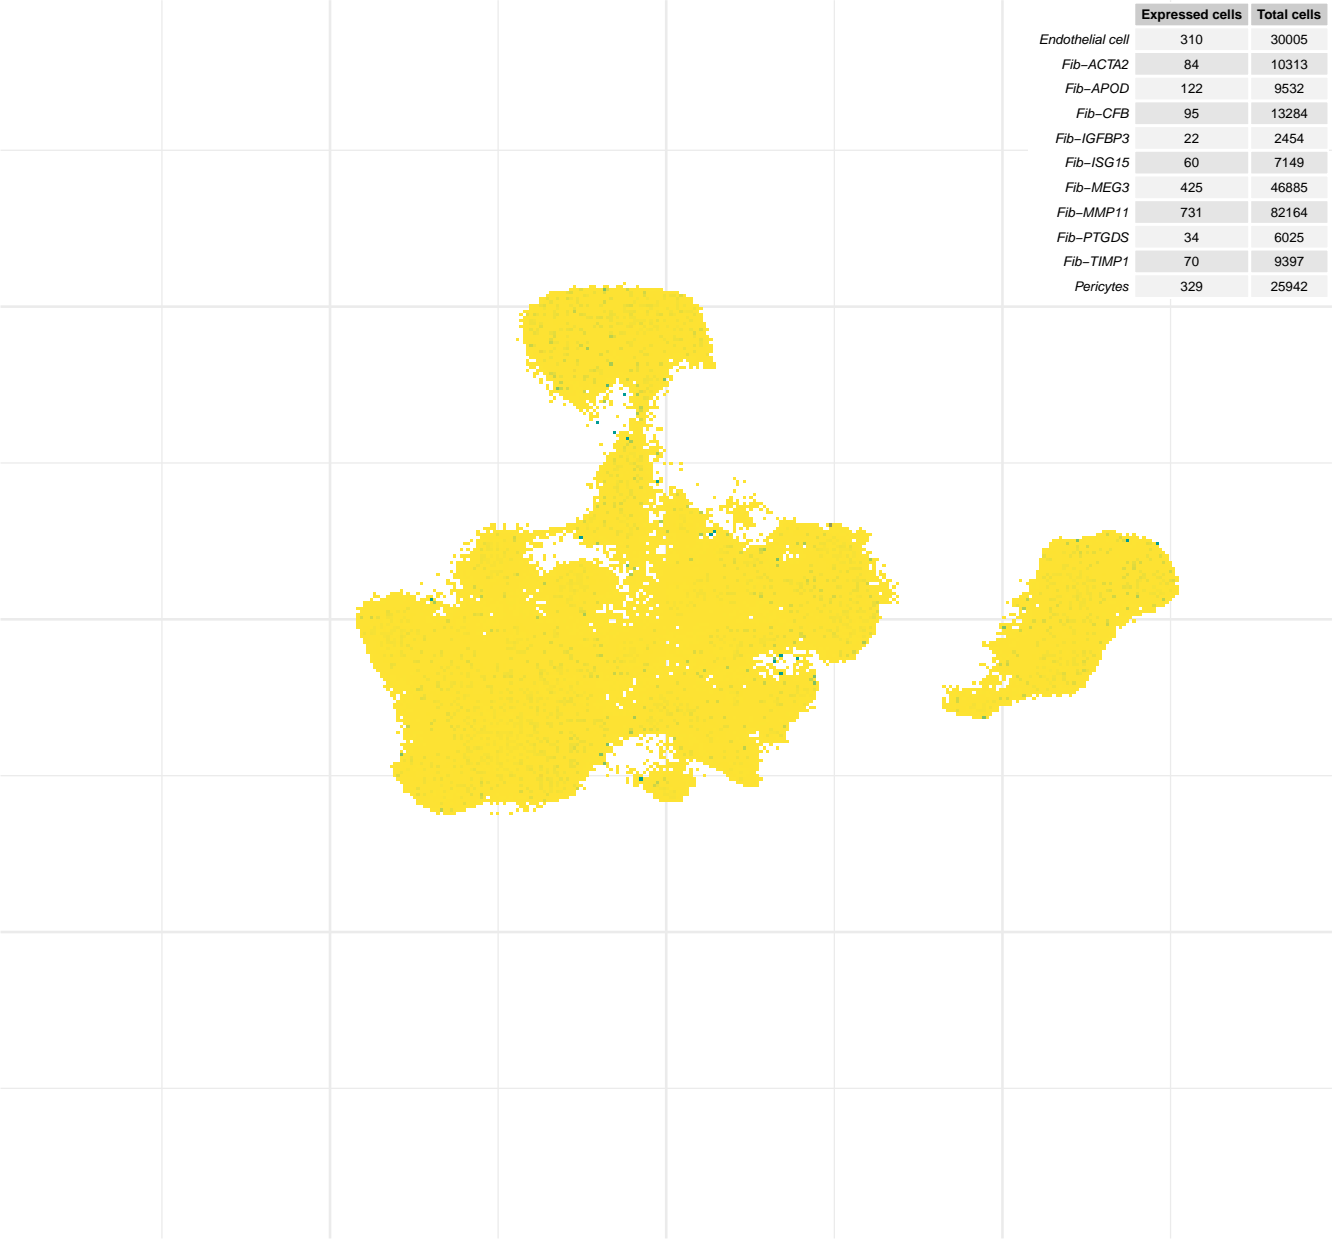 Expressed cells Total cells
Endothelial cell 310 30005
Fib−ACTA2 84 10313
Fib−APOD 122 9532
Fib−CFB 95 13284
Fib−IGFBP3 22 2454
Fib−ISG15 60 7149
Fib−MEG3 425 46885
Fib−MMP11 731 82164
Fib−PTGDS 34 6025
Fib−TIMP1 70 9397
Pericytes 329 25942